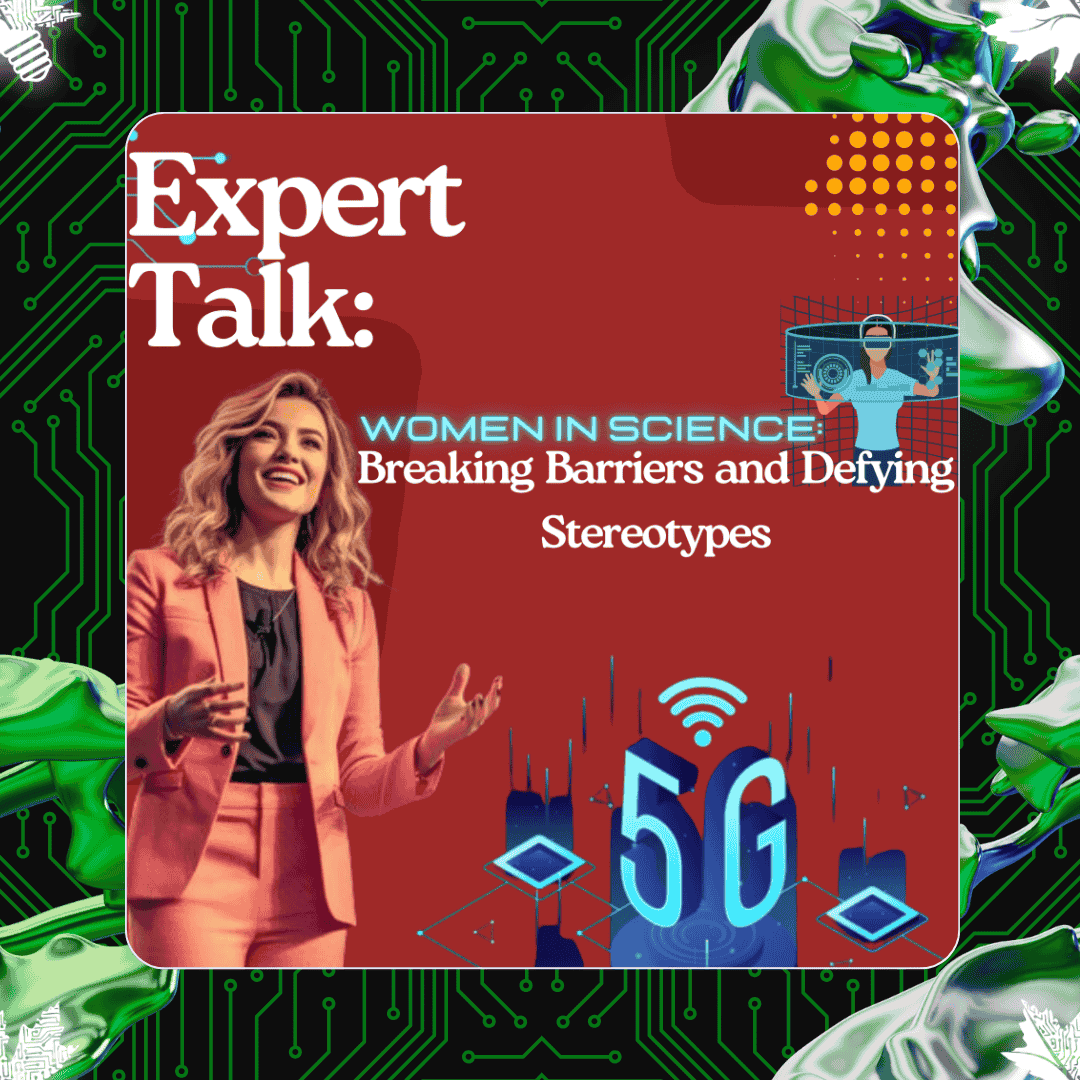 Expert
Talk:
WOMEN IN SCIENCE:
Breaking Barriers and Defying
Stereotypes
5G